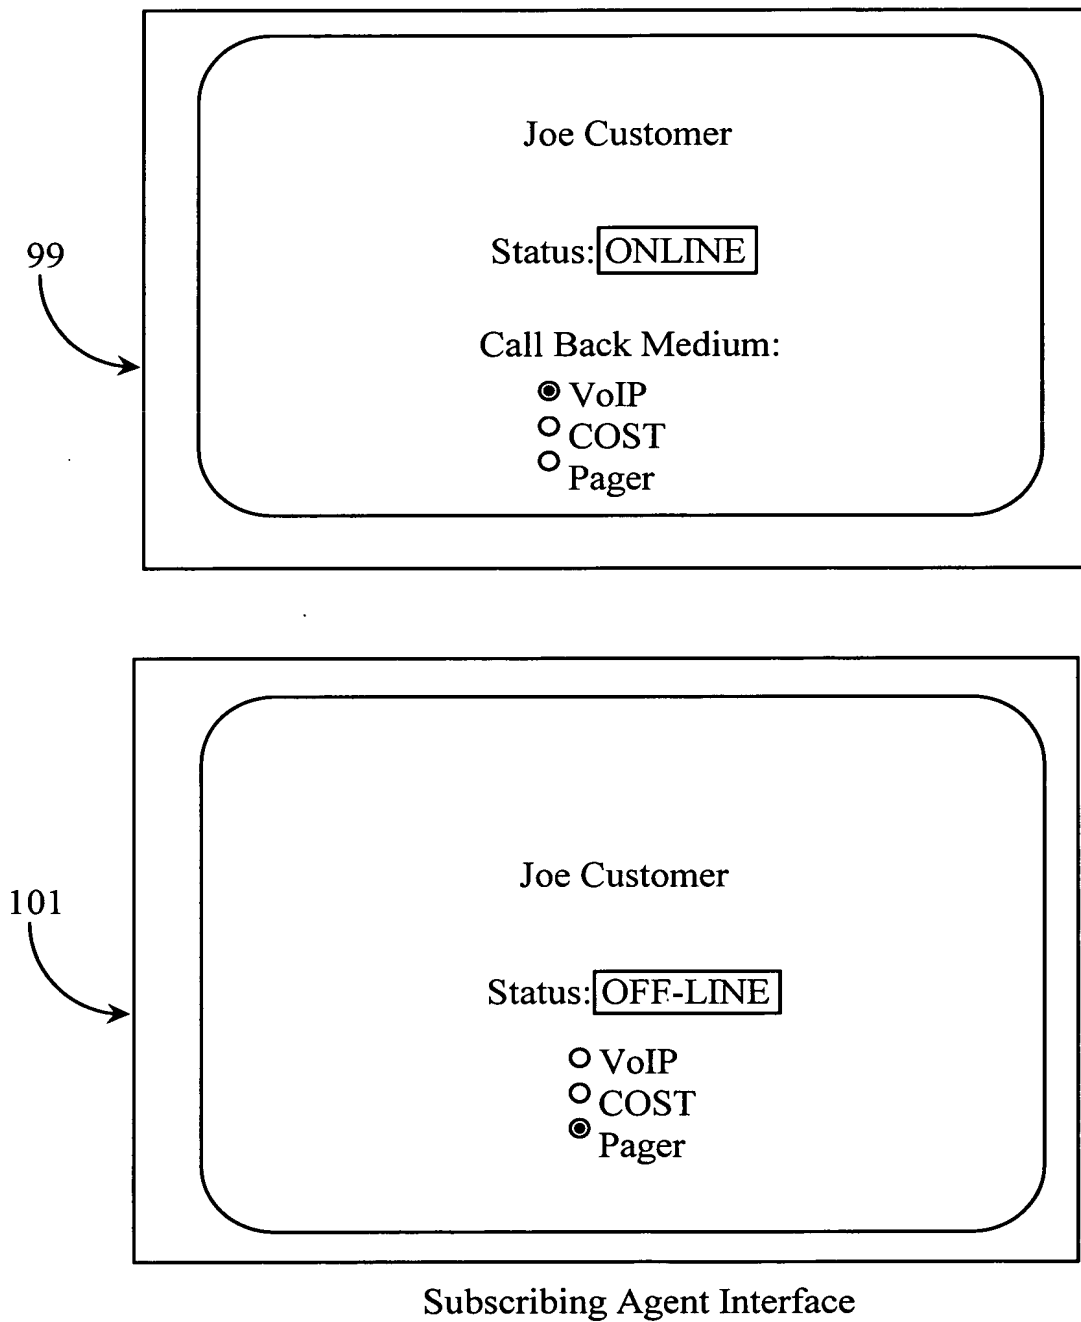 Joe Customer
99
Status: ONLINE
Call Back Medium:
VoIP
COST
Pager
Joe Customer
101
Status: OFF-LINE
VoIP
COST
Pager
Subscribing Agent Interface